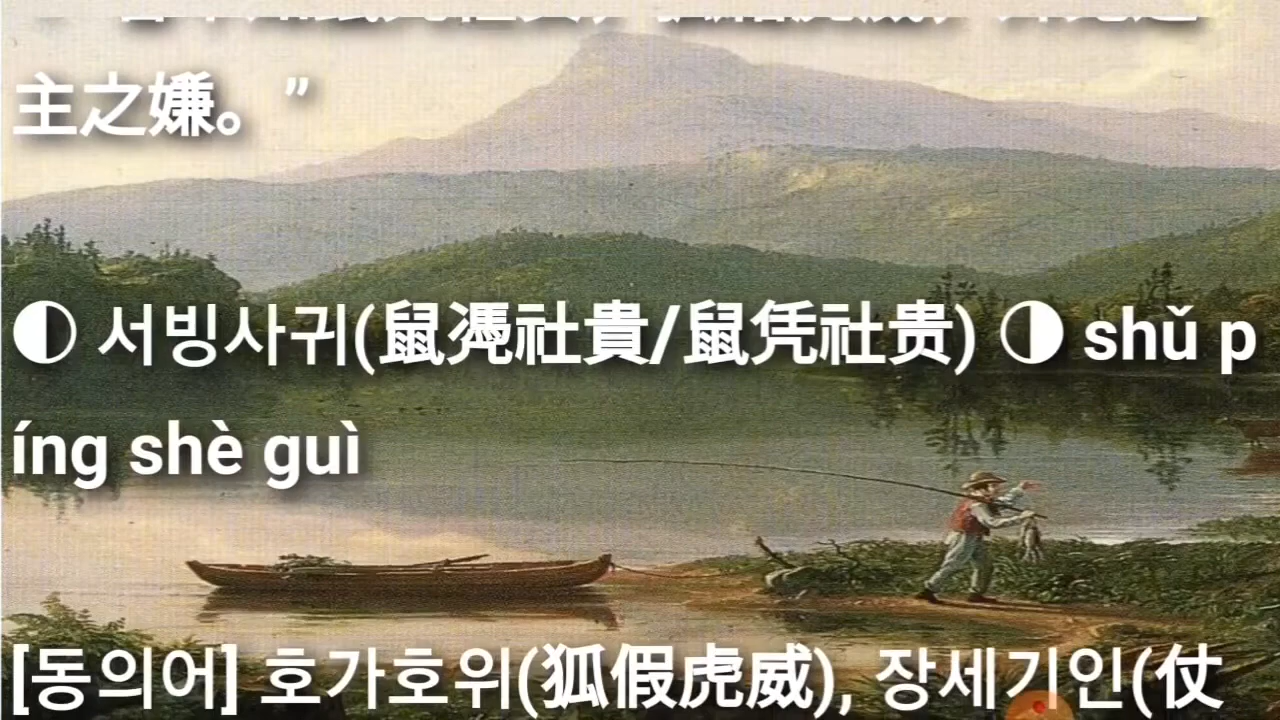 主之嫌。”
◐ 서빙사귀(鼠凴社貴/鼠凭社贵) ◑ shǔ p
íng shè guì
[동의어] 호가호위(狐假虎威), 장세기인(仗